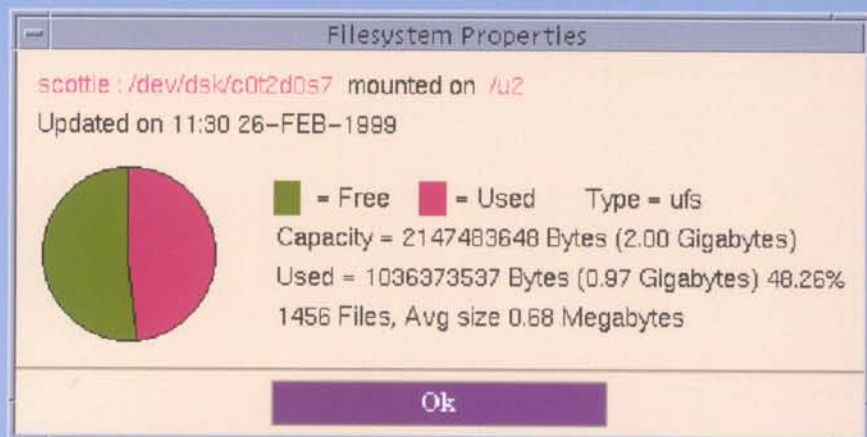 Filesystem Properties
scottie : /dev/dsk/c0t2d0s7 mounted on /u2
Updated on 11:30 26-FEB-1999
= Free = Used Type = ufs
Capacity = 2147483648 Bytes (2.00 Gigabytes)
Used = 1036373537 Bytes (0.97 Gigabytes) 48.26%
1456 Files, Avg size 0.68 Megabytes
Ok